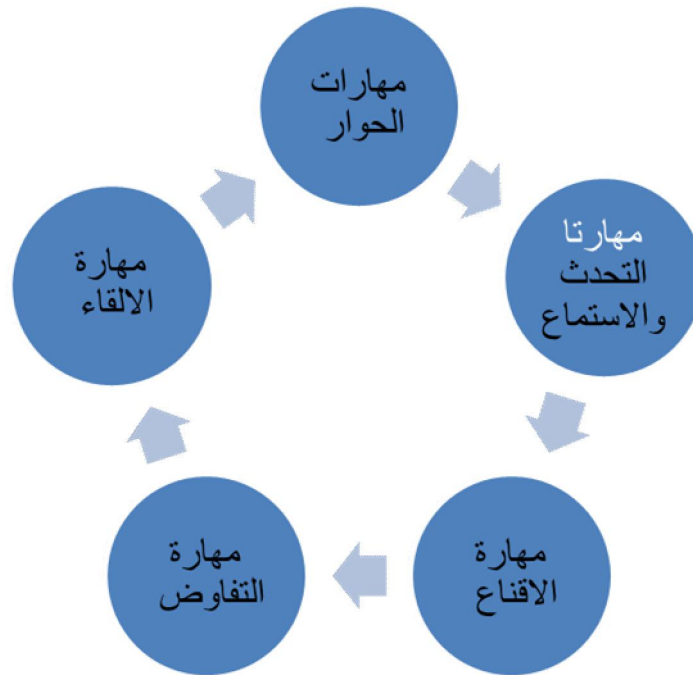 مهارات
الحوار
مهارتا
التحدث
والاستماع
مهارة
الاقناع
مهارة
التفاوض
مهارة
الالقاء